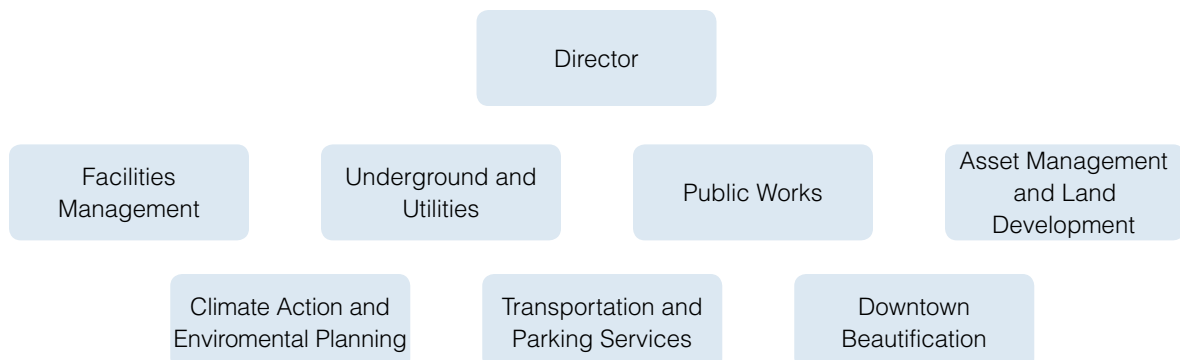 Director
Facilities
Management
Underground and
Utilities
Public Works
Asset Management
and Land
Development
Climate Action and
Enviromental Planning
Transportation and
Parking Services
Downtown
Beautification